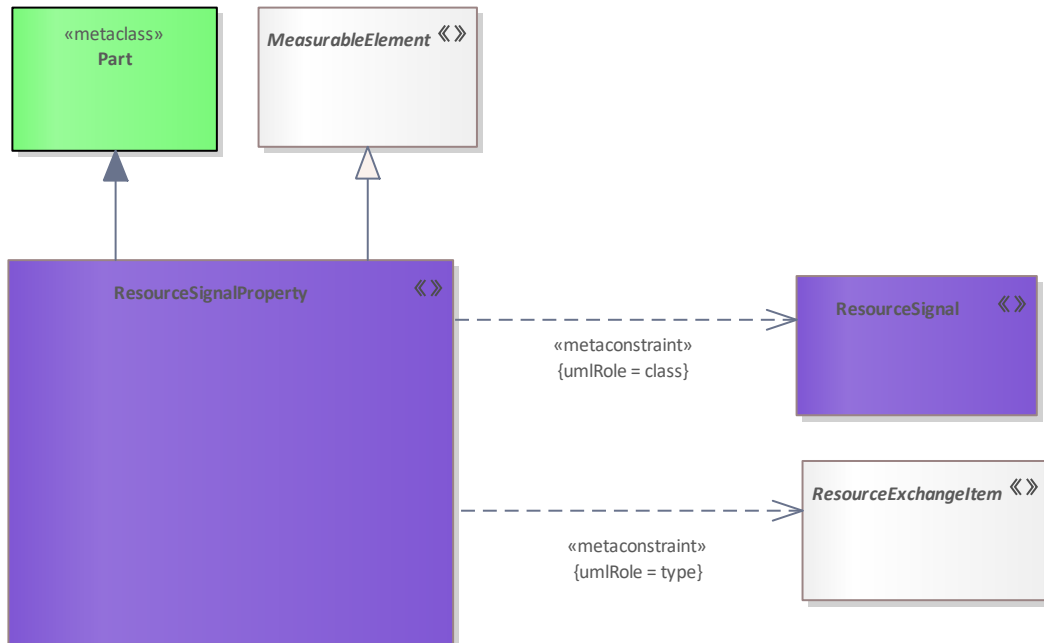 «metaclass»
Part
MeasurableElement «»
ResourceSignalProperty «»
ResourceSignal «»
«metaconstraint»
{umlRole = class}
ResourceExchangeItem «»
«metaconstraint»
{umlRole = type}